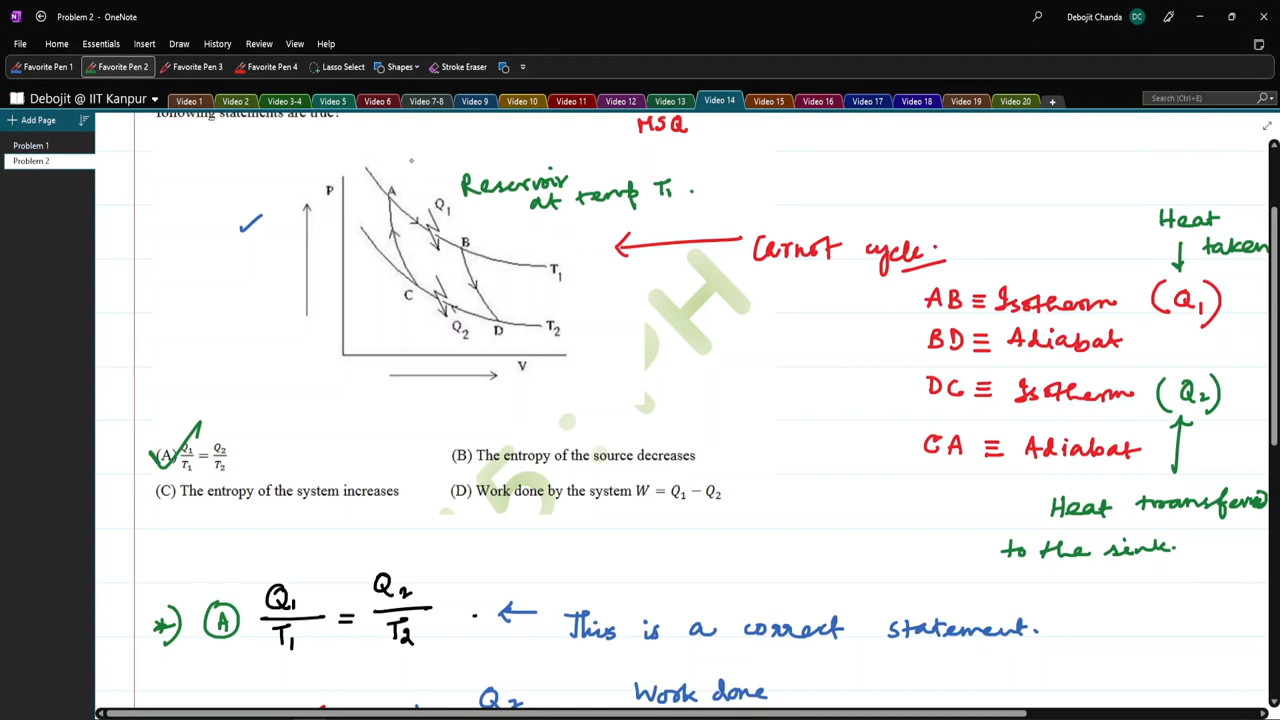 Problem 2 - OneNote
Debojit Chanda DC
File Home Essentials Insert Draw History Review View Help
Favorite Pen 1 Favorite Pen 2 Favorite Pen 3 Favorite Pen 4 Lasso Select Shapes Stroke Eraser
Debojit @ IIT Kanpur Video 1 Video 2 Video 3-4 Video 5 Video 6 Video 7-8 Video 9 Video 10 Video 11 Video 12 Video 13 Video 14 Video 15 Video 16 Video 17 Video 18 Video 19 Video 20 + Search (Ctrl+E)
+ Add Page
Problem 1
Problem 2
following statements are true?
MSQ
P
A
Q1
B
T1
C
Q2
D
T2
V
Reservoir
at temp T1 .
Carnot cycle.
Heat
taken
AB ≡ Isotherm (Q1)
BD ≡ Adiabat
DC ≡ Isotherm (Q2)
CA ≡ Adiabat
Heat transfered
to the sink.
(A) Q1/T1 = Q2/T2 (B) The entropy of the source decreases
(C) The entropy of the system increases (D) Work done by the system W = Q1 − Q2
*) A Q1/T1 = Q2/T2 . ← This is a correct statement.
Q2 Work done